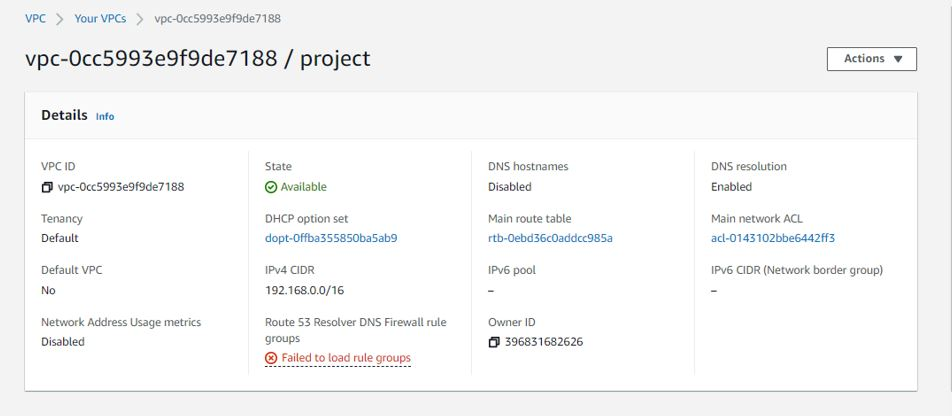 VPC > Your VPCs > vpc-0cc5993e9f9de7188
vpc-0cc5993e9f9de7188 / project
Actions
Details Info
VPC ID
vpc-0cc5993e9f9de7188
State
Available
DNS hostnames
Disabled
DNS resolution
Enabled
Tenancy
Default
DHCP option set
dopt-0ffba355850ba5ab9
Main route table
rtb-0ebd36c0addcc985a
Main network ACL
acl-0143102bbe6442ff3
Default VPC
No
IPv4 CIDR
192.168.0.0/16
IPv6 pool
–
IPv6 CIDR (Network border group)
–
Network Address Usage metrics
Disabled
Route 53 Resolver DNS Firewall rule
groups
Failed to load rule groups
Owner ID
396831682626